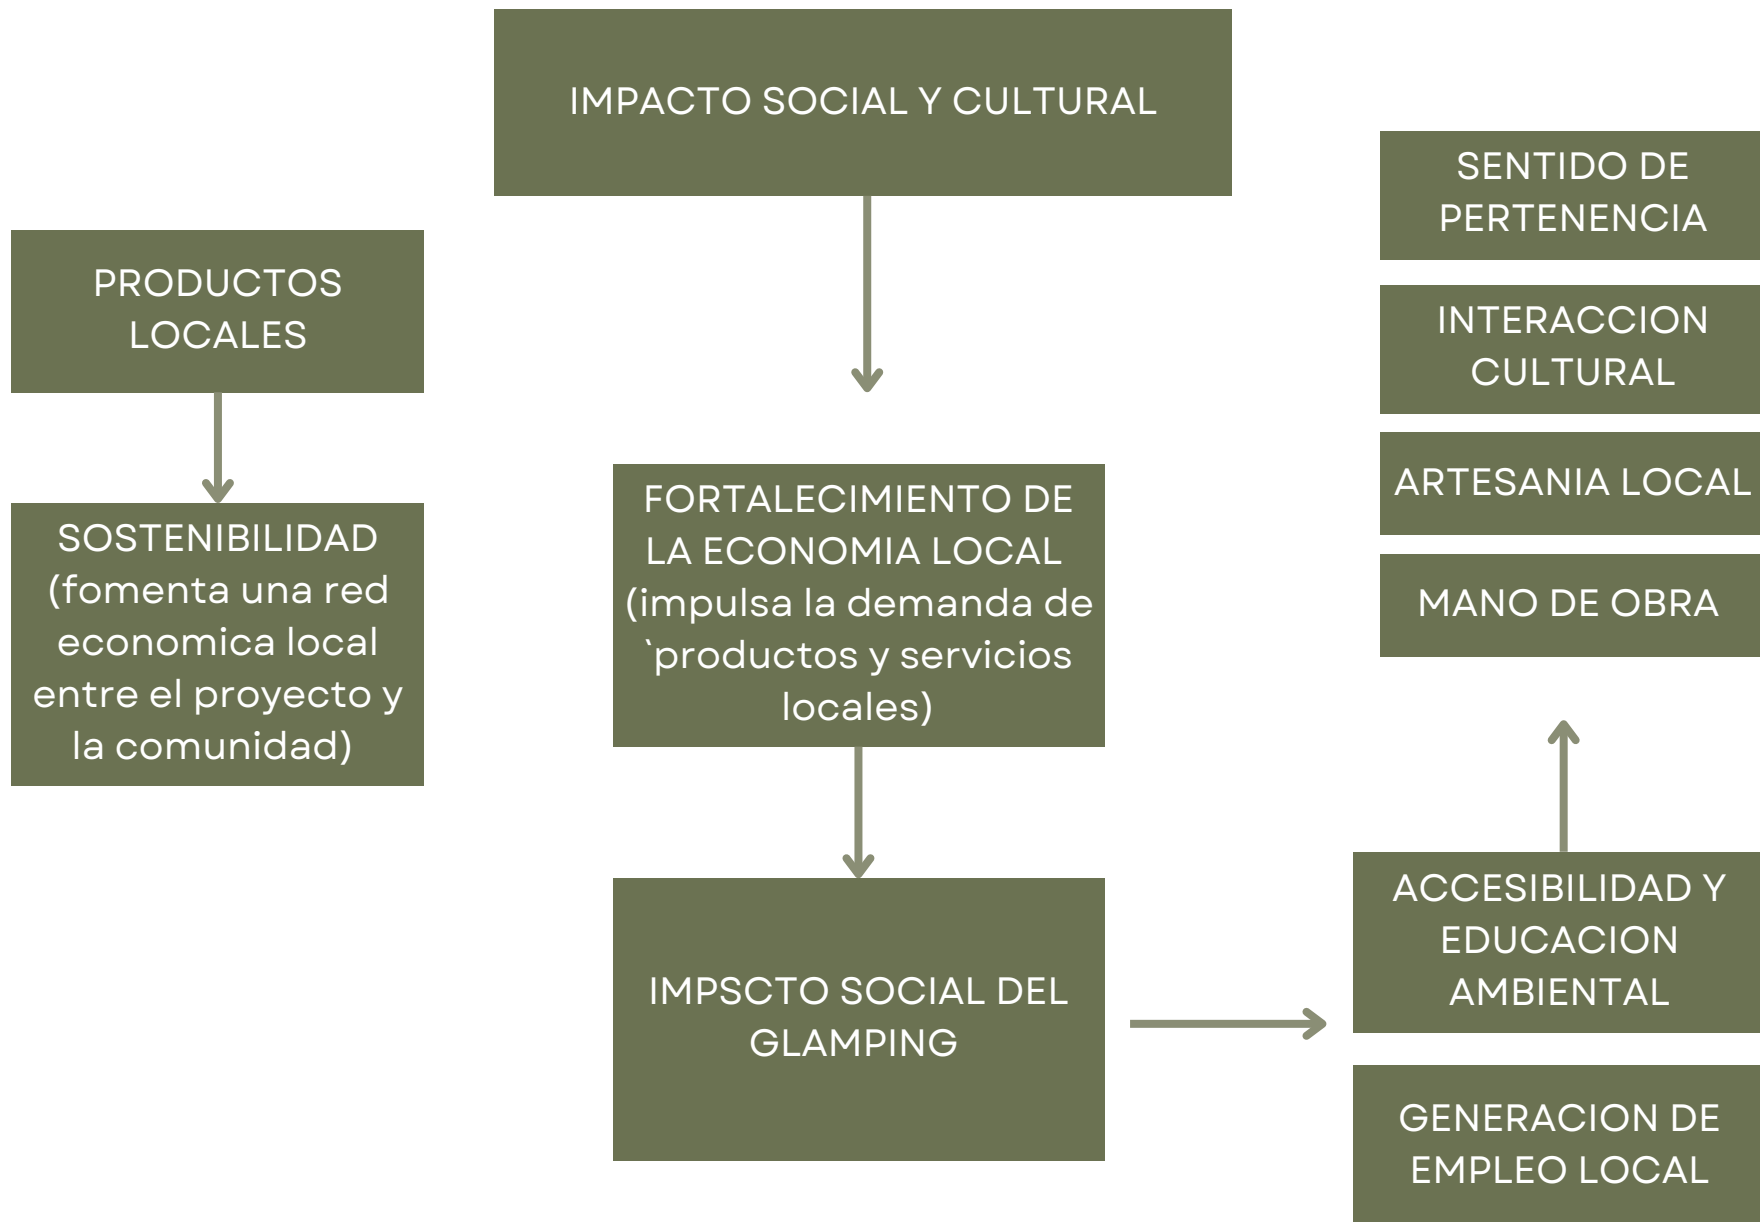 IMPACTO SOCIAL Y CULTURAL
PRODUCTOS
LOCALES
SOSTENIBILIDAD
(fomenta una red
economica local
entre el proyecto y
la comunidad)
FORTALECIMIENTO DE
LA ECONOMIA LOCAL
(impulsa la demanda de
`productos y servicios
locales)
IMPSCTO SOCIAL DEL
GLAMPING
SENTIDO DE
PERTENENCIA
INTERACCION
CULTURAL
ARTESANIA LOCAL
MANO DE OBRA
ACCESIBILIDAD Y
EDUCACION
AMBIENTAL
GENERACION DE
EMPLEO LOCAL